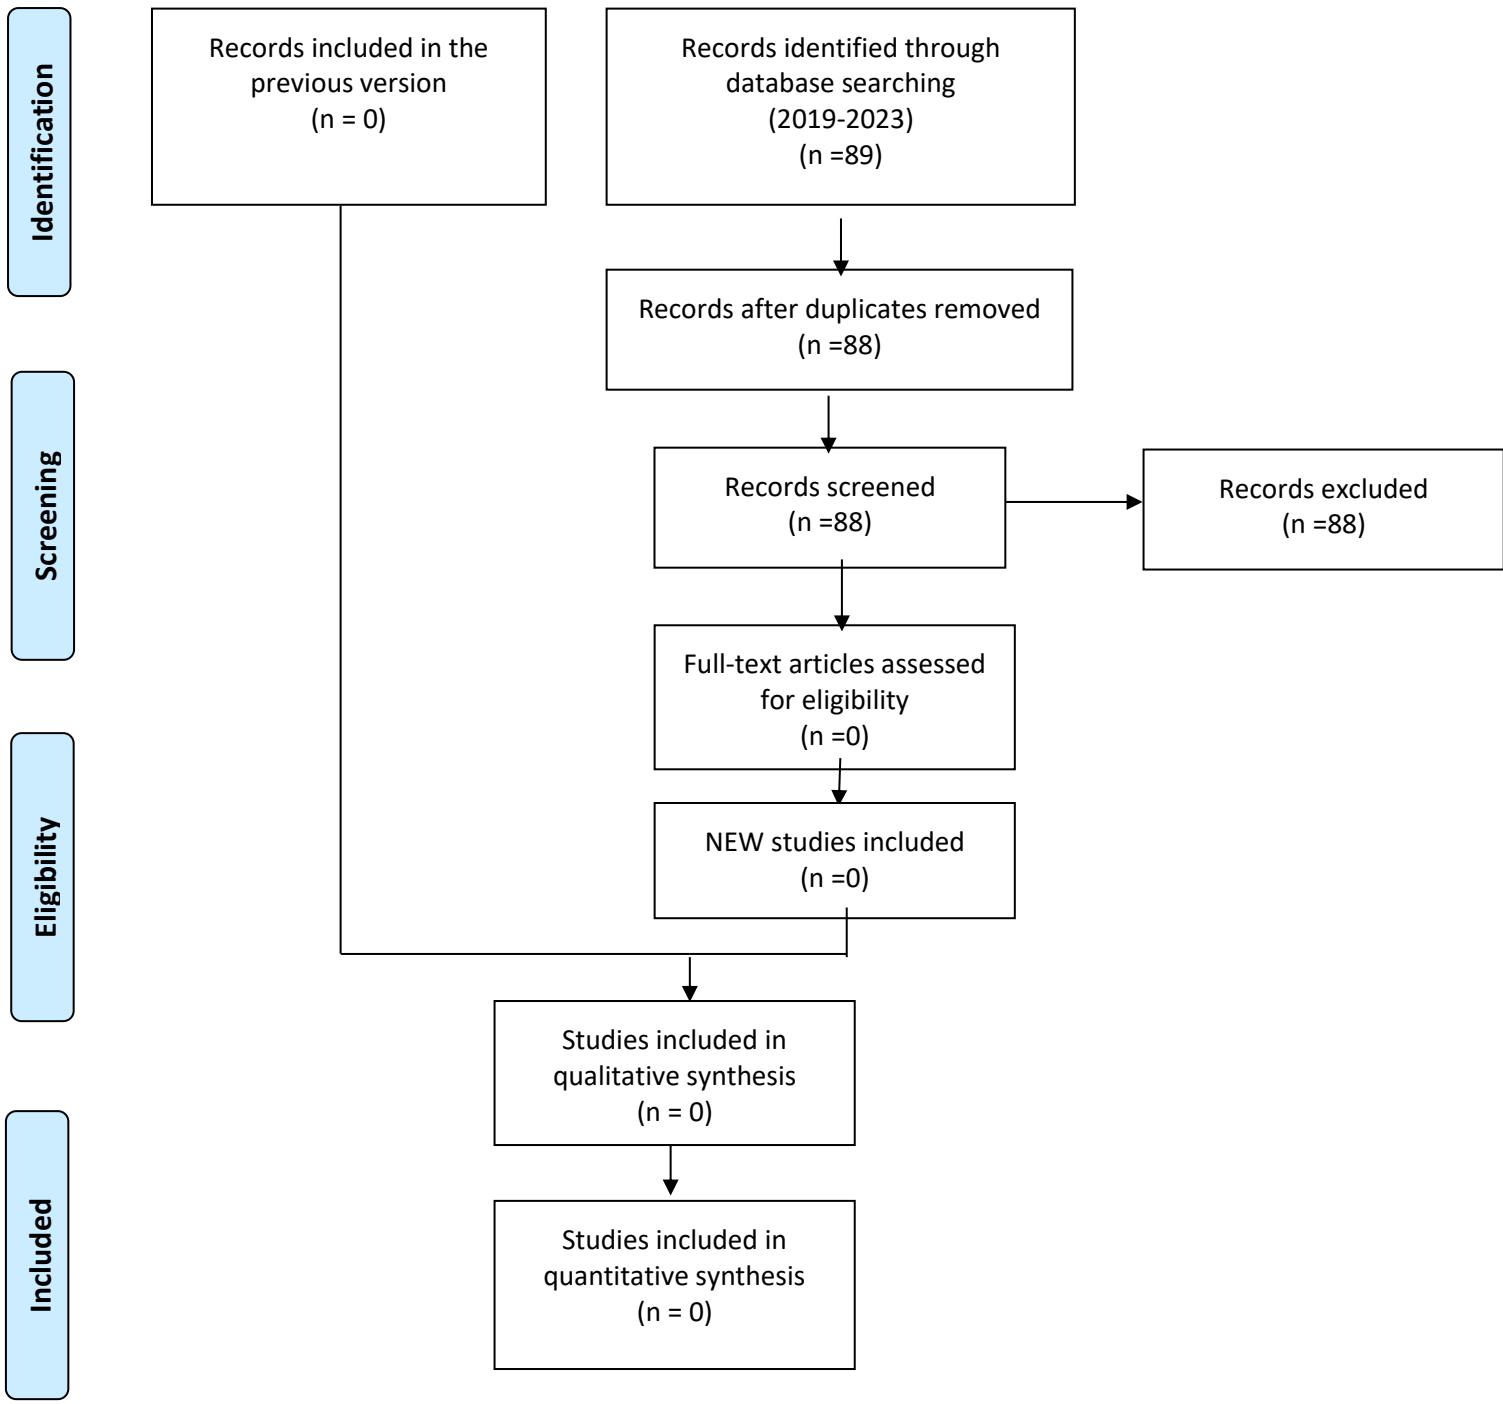 Identification
Records included in the
previous version
(n = 0)
Records identified through
database searching
(2019-2023)
(n =89)
Records after duplicates removed
(n =88)
Screening
Records screened
(n =88)
Records excluded
(n =88)
Full-text articles assessed
for eligibility
(n =0)
Eligibility
NEW studies included
(n =0)
Studies included in
qualitative synthesis
(n = 0)
Included
Studies included in
quantitative synthesis
(n = 0)